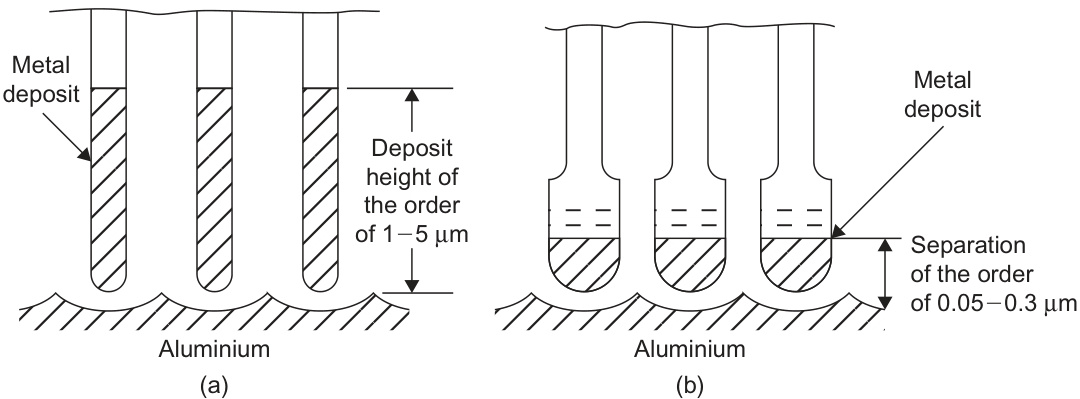 Metal
deposit
Deposit
height of
the order
of 1−5 μm
Aluminium
(a)
Metal
deposit
Separation
of the order
of 0.05−0.3 μm
Aluminium
(b)